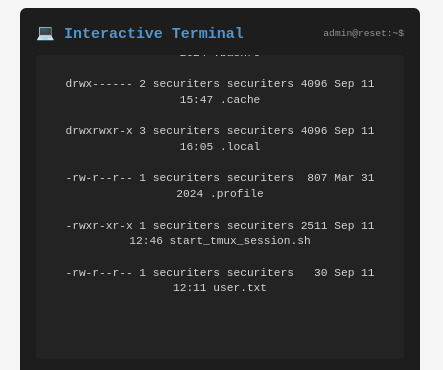 💻 Interactive Terminal
admin@reset:~$
drwx------ 2 securiters securiters 4096 Sep 11
15:47 .cache
drwxrwxr-x 3 securiters securiters 4096 Sep 11
16:05 .local
-rw-r--r-- 1 securiters securiters  807 Mar 31
2024 .profile
-rwxr-xr-x 1 securiters securiters 2511 Sep 11
12:46 start_tmux_session.sh
-rw-r--r-- 1 securiters securiters   30 Sep 11
12:11 user.txt